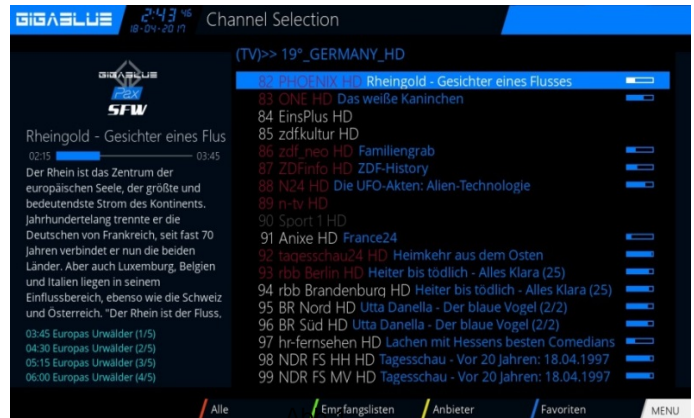 GIGABLUE 2:43 46 18-04-2017 Channel Selection
(TV)>> 19°_GERMANY_HD
GIGABLUE
Pax
SFW
Rheingold - Gesichter eines Flus
02:15 03:45
Der Rhein ist das Zentrum der
europäischen Seele, der größte und
bedeutendste Strom des Kontinents.
Jahrhundertelang trennte er die
Deutschen von Frankreich, seit fast 70
Jahren verbindet er nun die beiden
Länder. Aber auch Luxemburg, Belgien
und Italien liegen in seinem
Einflussbereich, ebenso wie die Schweiz
und Österreich. "Der Rhein ist der Fluss,
03:45 Europas Urwälder (1/5)
04:30 Europas Urwälder (2/5)
05:15 Europas Urwälder (3/5)
06:00 Europas Urwälder (4/5)
82 PHOENIX HD Rheingold - Gesichter eines Flusses
83 ONE HD Das weiße Kaninchen
84 EinsPlus HD
85 zdf.kultur HD
86 zdf_neo HD Familiengrab
87 ZDFinfo HD ZDF-History
88 N24 HD Die UFO-Akten: Alien-Technologie
89 n-tv HD
90 Sport 1 HD
91 Anixe HD France24
92 tagesschau24 HD Heimkehr aus dem Osten
93 rbb Berlin HD Heiter bis tödlich - Alles Klara (25)
94 rbb Brandenburg HD Heiter bis tödlich - Alles Klara (25)
95 BR Nord HD Utta Danella - Der blaue Vogel (2/2)
96 BR Süd HD Utta Danella - Der blaue Vogel (2/2)
97 hr-fernsehen HD Lachen mit Hessens besten Comedians
98 NDR FS HH HD Tagesschau - Vor 20 Jahren: 18.04.1997
99 NDR FS MV HD Tagesschau - Vor 20 Jahren: 18.04.1997
Alle Empfangslisten Anbieter Favoriten MENU